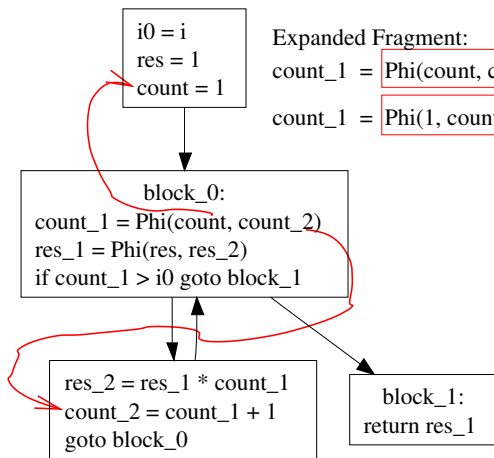 i0 = i
res = 1
count = 1
Expanded Fragment:
count_1 = Phi(count,
count_1 = Phi(1,
block_0:
count_1 = Phi(count, count_2)
res_1 = Phi(res, res_2)
if count_1 > i0 goto block_1
res_2 = res_1 * count_1
count_2 = count_1 + 1
goto block_0
block_1:
return res_1